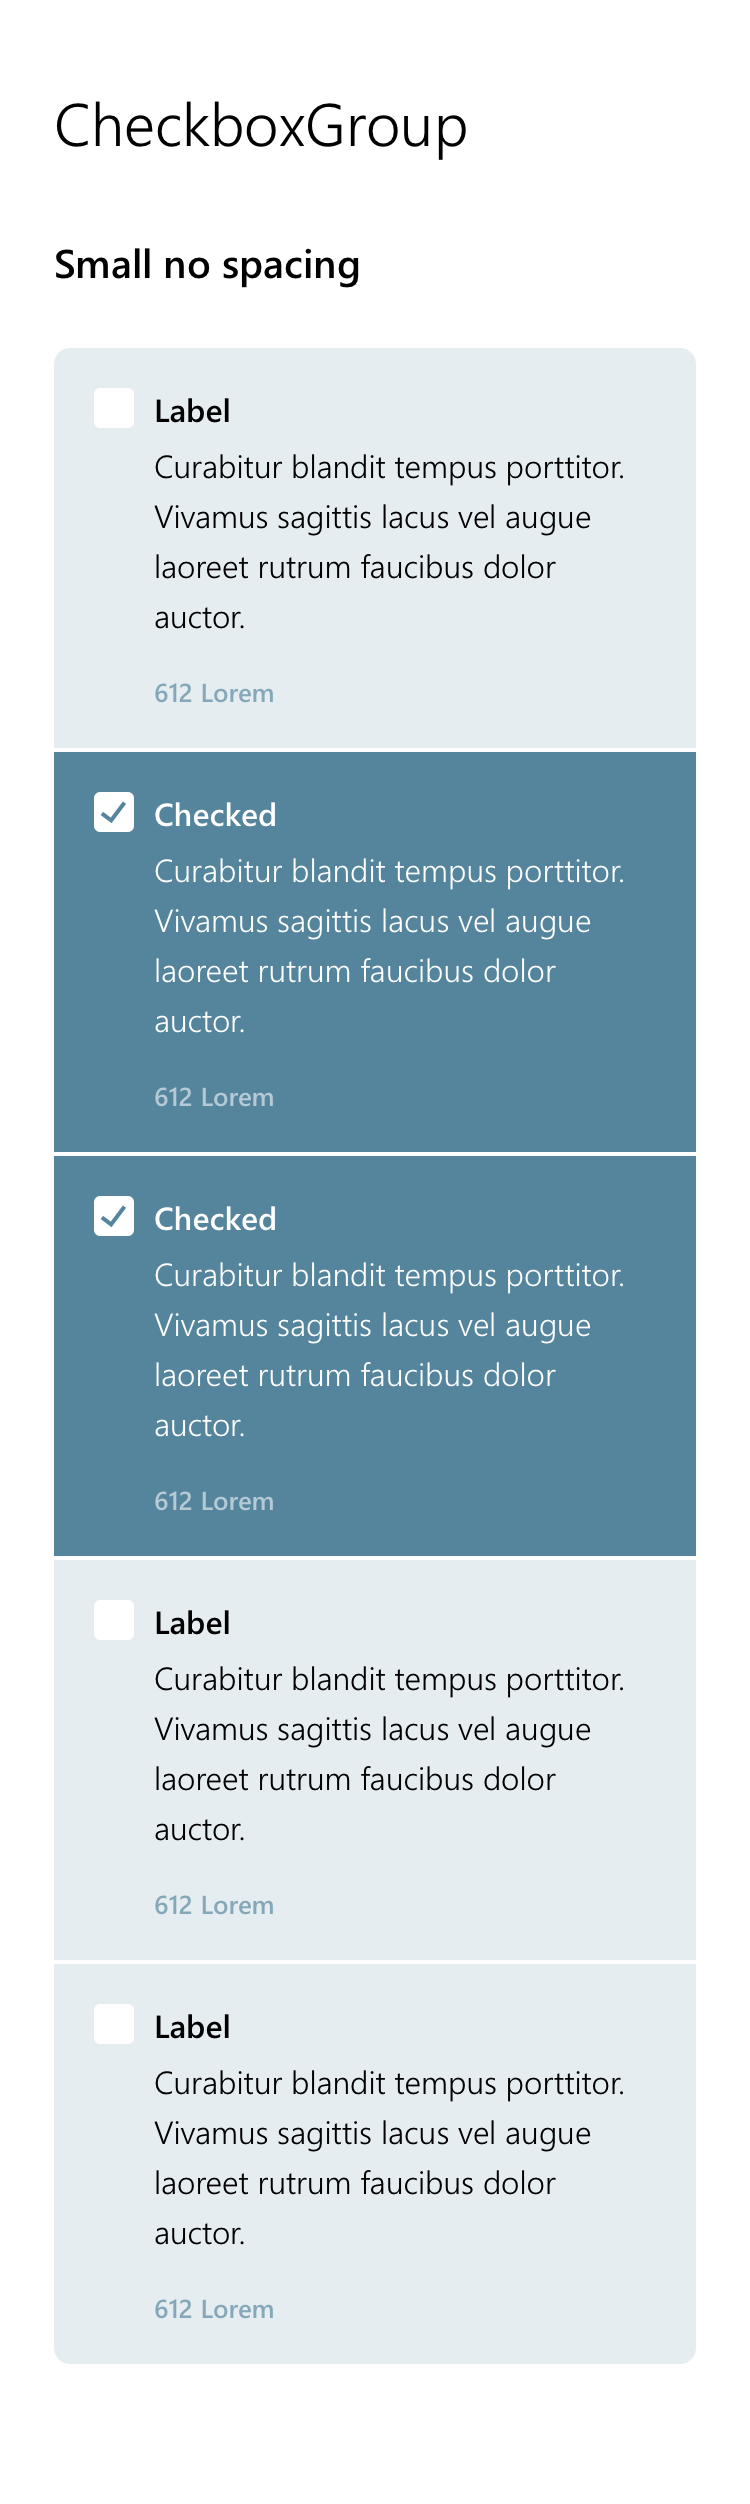 CheckboxGroup
Small no spacing
Label
Curabitur blandit tempus porttitor.
Vivamus sagittis lacus vel augue
laoreet rutrum faucibus dolor
auctor.
612 Lorem
Checked
Curabitur blandit tempus porttitor.
Vivamus sagittis lacus vel augue
laoreet rutrum faucibus dolor
auctor.
612 Lorem
Checked
Curabitur blandit tempus porttitor.
Vivamus sagittis lacus vel augue
laoreet rutrum faucibus dolor
auctor.
612 Lorem
Label
Curabitur blandit tempus porttitor.
Vivamus sagittis lacus vel augue
laoreet rutrum faucibus dolor
auctor.
612 Lorem
Label
Curabitur blandit tempus porttitor.
Vivamus sagittis lacus vel augue
laoreet rutrum faucibus dolor
auctor.
612 Lorem